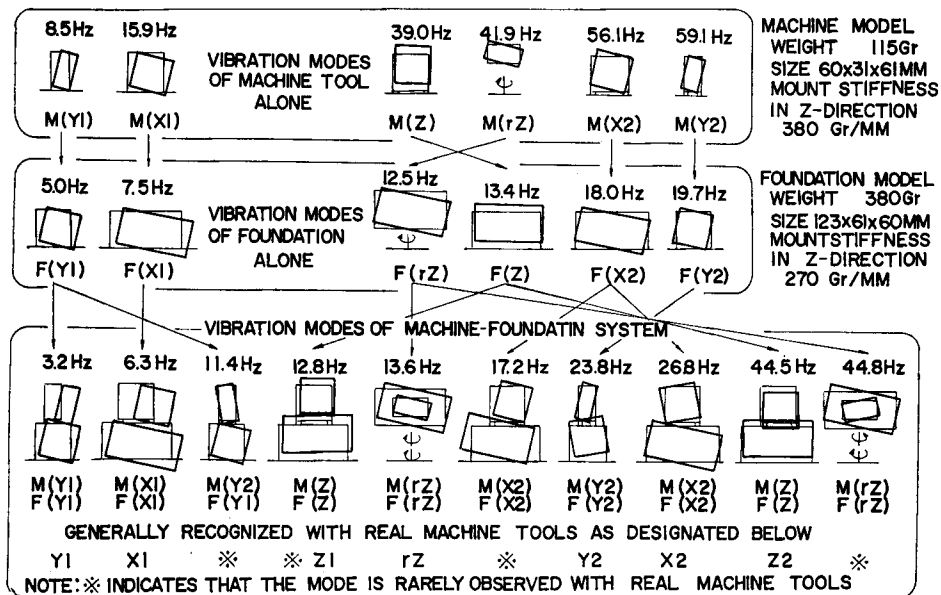 8.5Hz 15.9Hz 39.0Hz 41.9Hz 56.1Hz 59.1Hz
VIBRATION MODES
OF MACHINE TOOL
ALONE
M(Y1) M(X1) M(Z) M(rZ) M(X2) M(Y2)
MACHINE MODEL
WEIGHT 115Gr
SIZE 60x31x61MM
MOUNT STIFFNESS
IN Z-DIRECTION
380 Gr/MM
5.0Hz 7.5Hz 12.5Hz 13.4Hz 18.0Hz 19.7Hz
VIBRATION MODES
OF FOUNDATION
ALONE
F(Y1) F(X1) F(rZ) F(Z) F(X2) F(Y2)
FOUNDATION MODEL
WEIGHT 380Gr
SIZE 123x61x60MM
MOUNTSTIFFNESS
IN Z-DIRECTION
270 Gr/MM
VIBRATION MODES OF MACHINE-FOUNDATIN SYSTEM
3.2Hz 6.3Hz 11.4Hz 12.8Hz 13.6Hz 17.2Hz 23.8Hz 26.8Hz 44.5Hz 44.8Hz
M(Y1) M(X1) M(Y2) M(Z) M(rZ) M(X2) M(Y2) M(X2) M(Z) M(rZ)
F(Y1) F(X1) F(Y1) F(Z) F(rZ) F(X2) F(Y2) F(X2) F(Z) F(rZ)
GENERALLY RECOGNIZED WITH REAL MACHINE TOOLS AS DESIGNATED BELOW
Y1 X1 ※ ※ Z1 rZ ※ Y2 X2 Z2 ※
NOTE:※ INDICATES THAT THE MODE IS RARELY OBSERVED WITH REAL MACHINE TOOLS